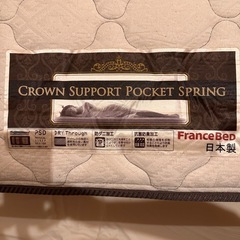 CROWN SUPPORT POCKET SPRING
PSD
DRY Through
防ダニ加工
抗菌防臭加工
FRANCEBED
日本製